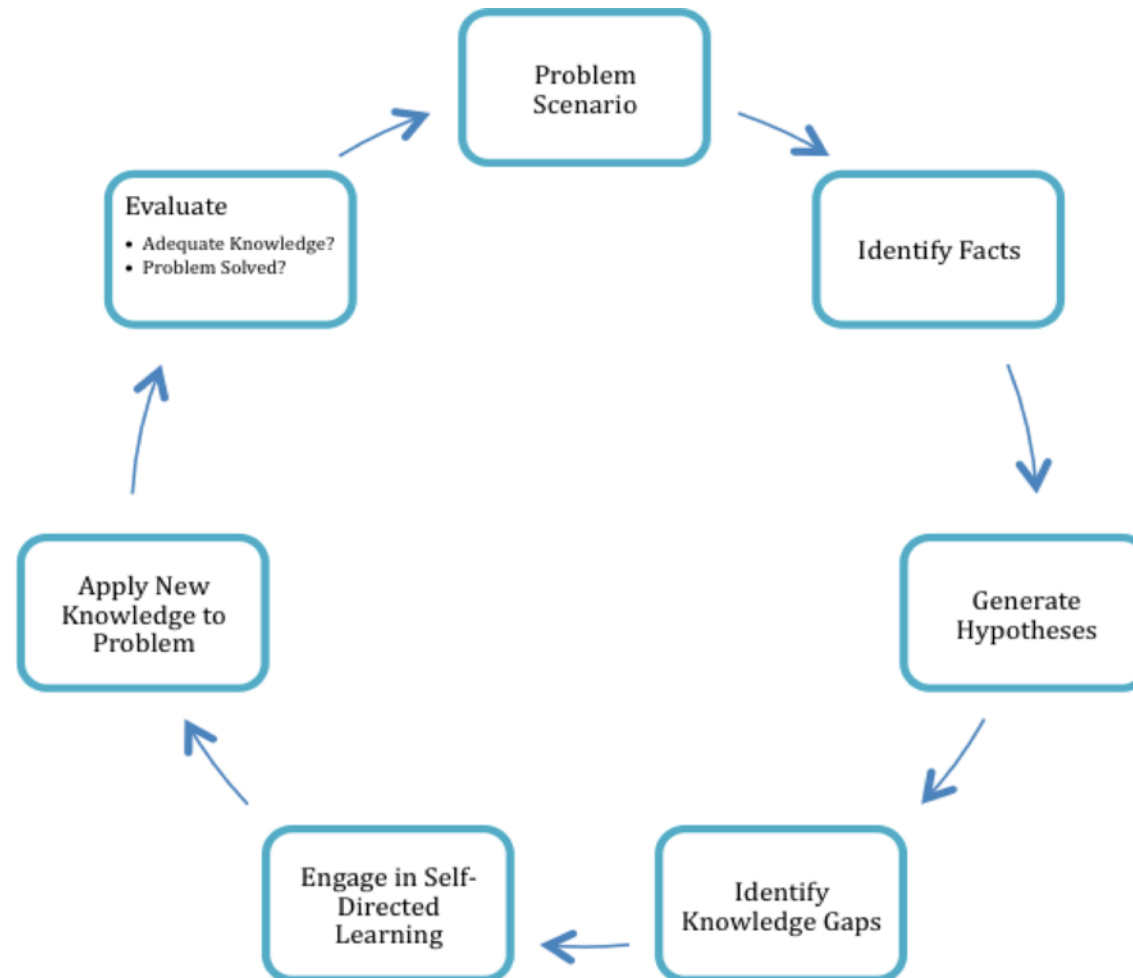 Problem
Scenario
Identify Facts
Generate
Hypotheses
Identify
Knowledge Gaps
Engage in Self-
Directed
Learning
Apply New
Knowledge to
Problem
Evaluate
• Adequate Knowledge?
• Problem Solved?